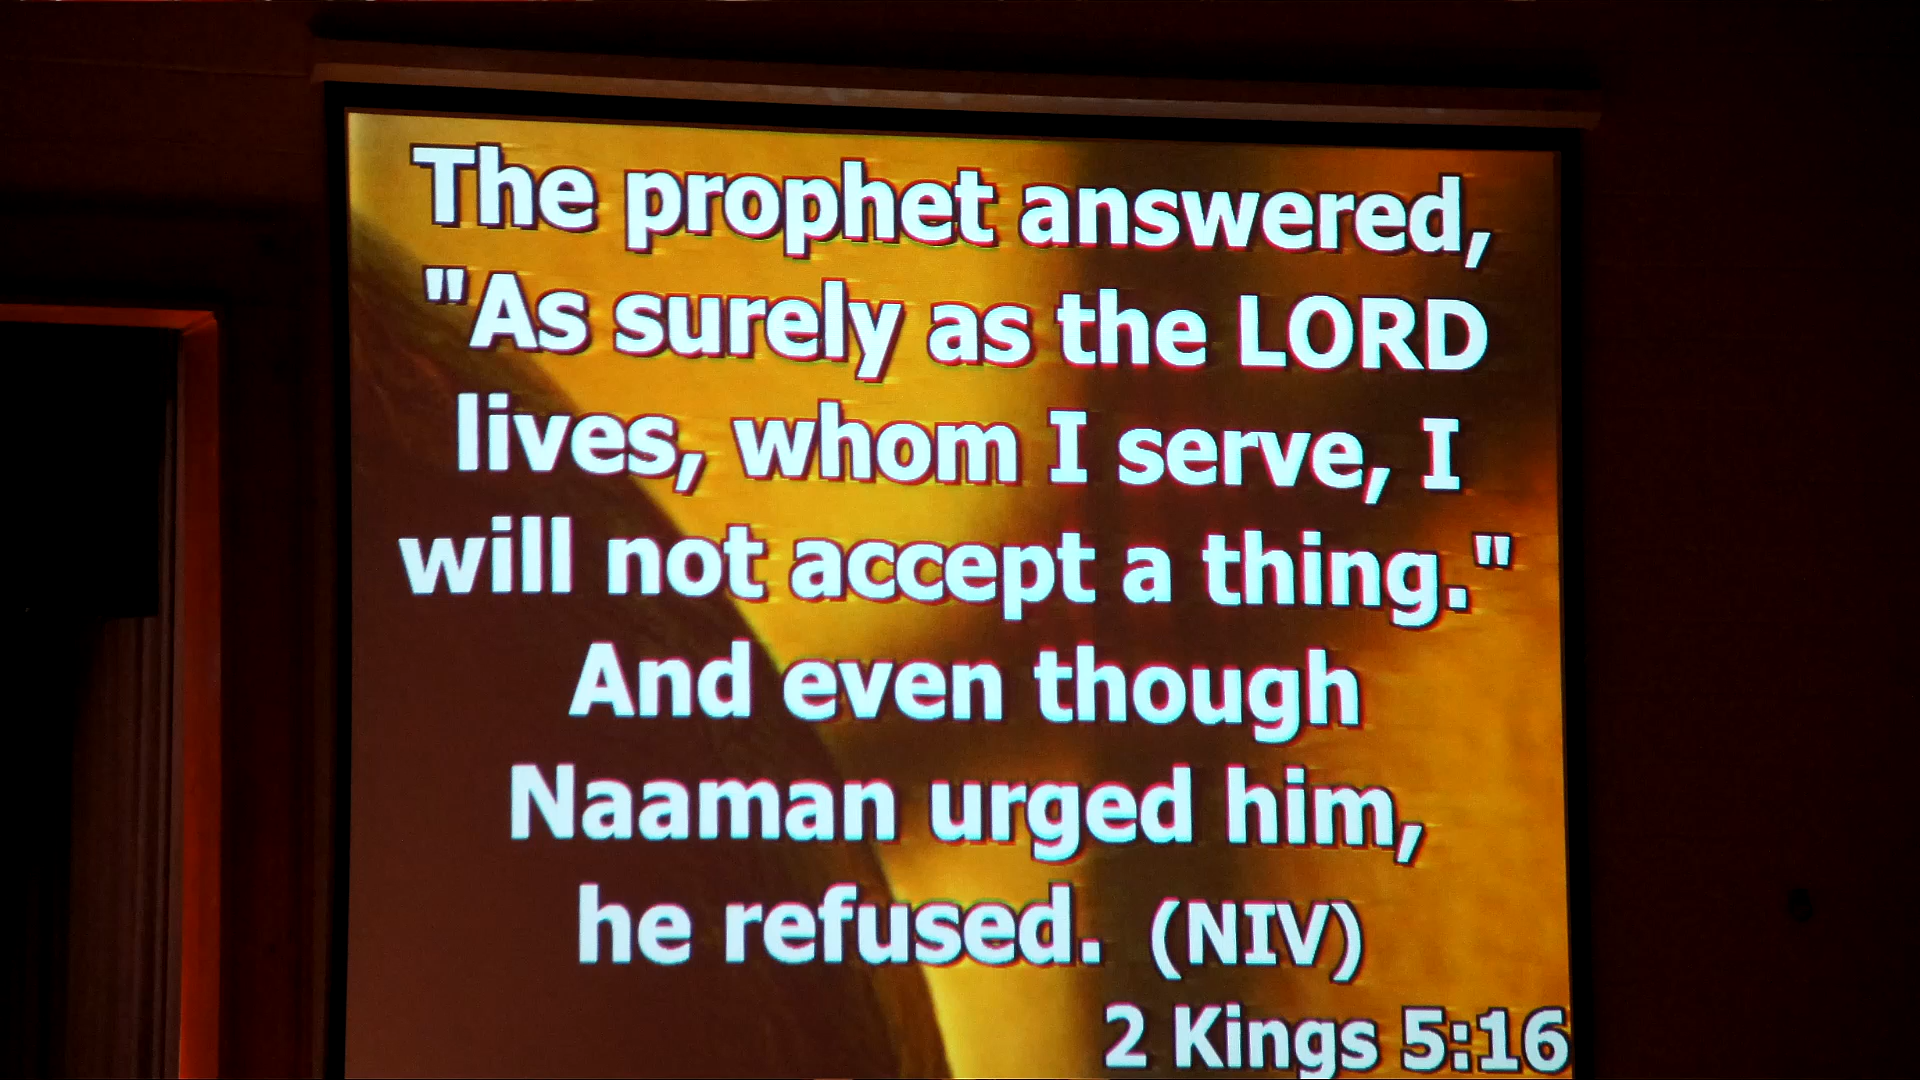 The prophet answered,
"As surely as the LORD
lives, whom I serve, I
will not accept a thing."
And even though
Naaman urged him,
he refused. (NIV)
2 Kings 5:16